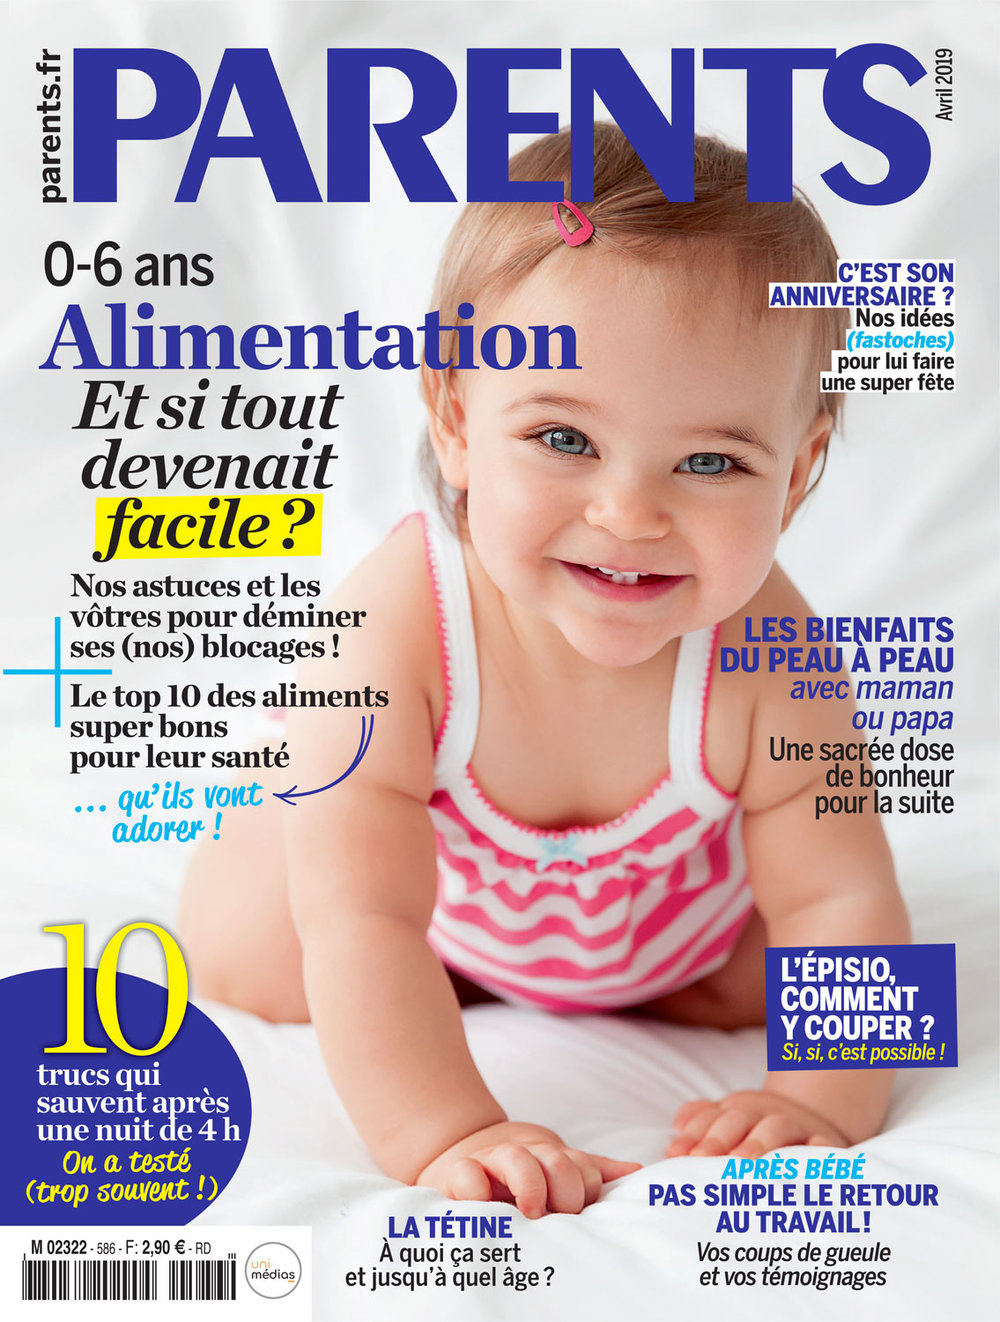 parents.fr
PARENTS
Avril 2019
0-6 ans
Alimentation
Et si tout
devenait
facile ?
Nos astuces et les
vôtres pour déminer
ses (nos) blocages !
+
Le top 10 des aliments
super bons
pour leur santé
... qu'ils vont
adorer !
C'EST SON
ANNIVERSAIRE ?
Nos idées
(fastoches)
pour lui faire
une super fête
LES BIENFAITS
DU PEAU À PEAU
avec maman
ou papa
Une sacrée dose
de bonheur
pour la suite
L'ÉPISIO,
COMMENT
Y COUPER ?
Si, si, c'est possible !
10
trucs qui
sauvent après
une nuit de 4 h
On a testé
(trop souvent !)
APRÈS BÉBÉ
PAS SIMPLE LE RETOUR
AU TRAVAIL !
Vos coups de gueule
et vos témoignages
LA TÉTINE
À quoi ça sert
et jusqu'à quel âge ?
M 02322 - 586 - F: 2,90 € - RD
uni
médias